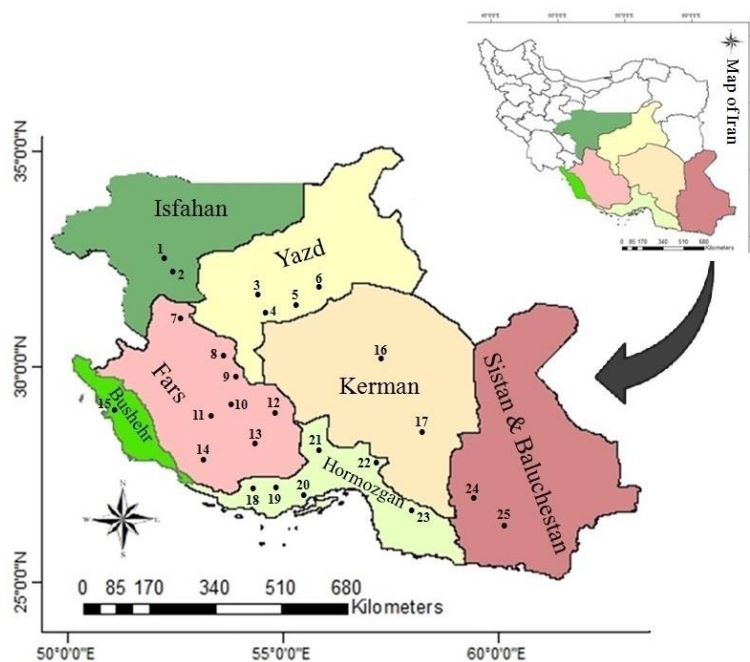 Map of Iran
0 85 170 340 510 680
Kilometers
35°0'0"N
30°0'0"N
25°0'0"N
50°0'0"E
55°0'0"E
60°0'0"E
Isfahan
1
2
Yazd
3
4
5
6
7
8
9
10
11
12
13
14
Fars
15
Bushehr
16
17
Kerman
18
19
20
21
22
23
Hormozgan
24
25
Sistan & Baluchestan
N
S
0 85 170 340 510 680
Kilometers